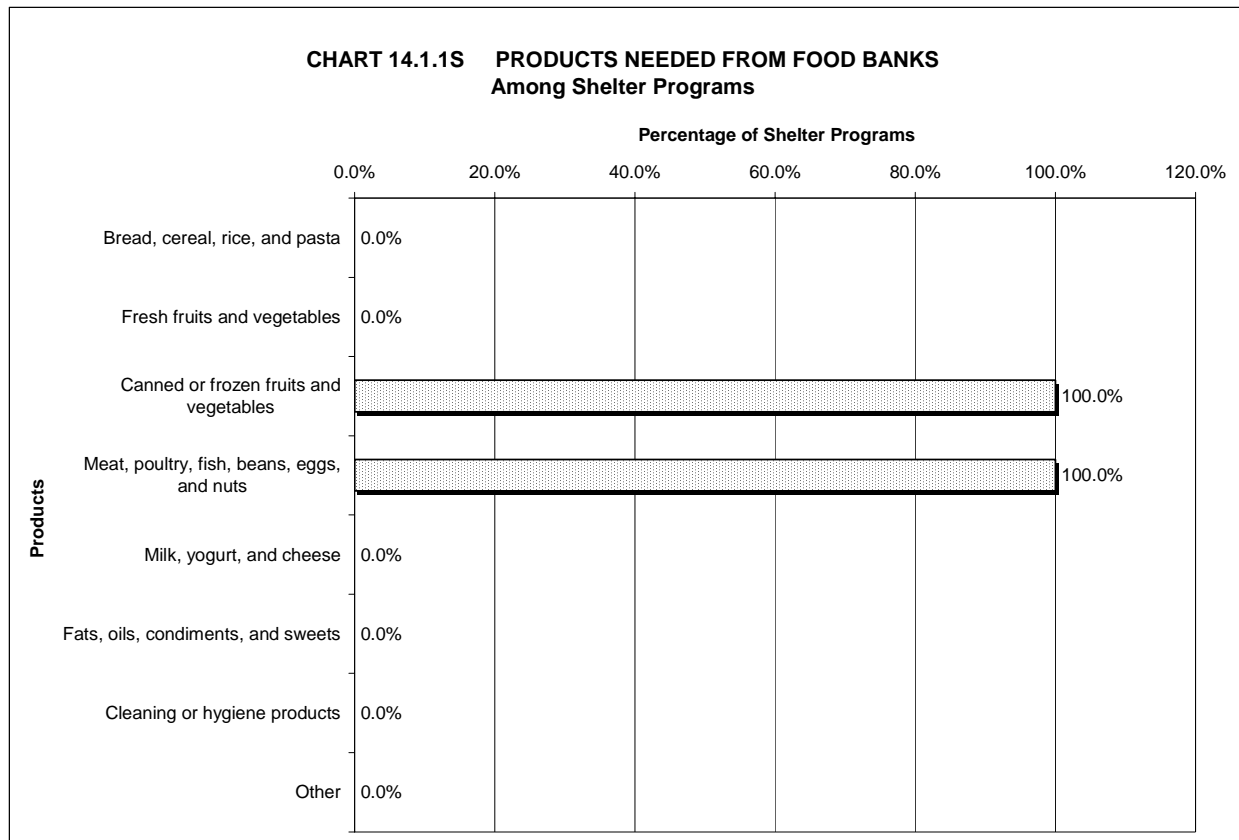 CHART 14.1.1S PRODUCTS NEEDED FROM FOOD BANKS
Among Shelter Programs
Percentage of Shelter Programs
0.0% 20.0% 40.0% 60.0% 80.0% 100.0% 120.0%
Bread, cereal, rice, and pasta 0.0%
Fresh fruits and vegetables 0.0%
Canned or frozen fruits and
vegetables 100.0%
Meat, poultry, fish, beans, eggs,
and nuts 100.0%
Milk, yogurt, and cheese 0.0%
Fats, oils, condiments, and sweets 0.0%
Cleaning or hygiene products 0.0%
Other 0.0%
Products